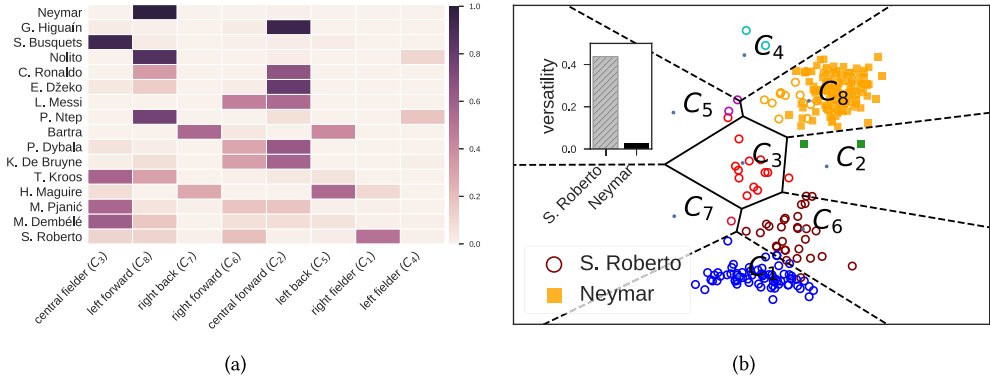 Neymar
G. Higuaín
S. Busquets
Nolito
C. Ronaldo
E. Džeko
L. Messi
P. Ntep
Bartra
P. Dybala
K. De Bruyne
T. Kroos
H. Maguire
M. Pjanić
M. Dembélé
S. Roberto
central fielder (C3)
left forward (C8)
right back (C7)
right forward (C6)
central forward (C2)
left back (C5)
right fielder (C1)
left fielder (C4)
1.0
0.8
0.6
0.4
0.2
0.0
(a)
versatility
0.4
0.2
0.0
S. Roberto
Neymar
C4
C8
C5
C3
C2
C7
C6
C1
S. Roberto
Neymar
(b)